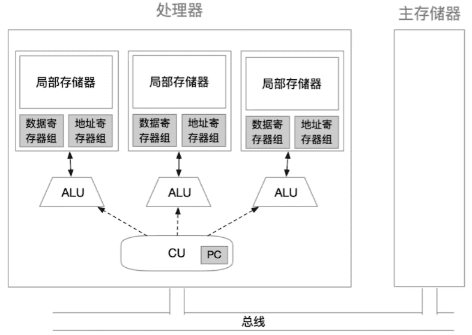 处理器
主存储器
局部存储器
数据寄
存器组
地址寄
存器组
局部存储器
数据寄
存器组
地址寄
存器组
局部存储器
数据寄
存器组
地址寄
存器组
ALU
ALU
ALU
CU
PC
总线